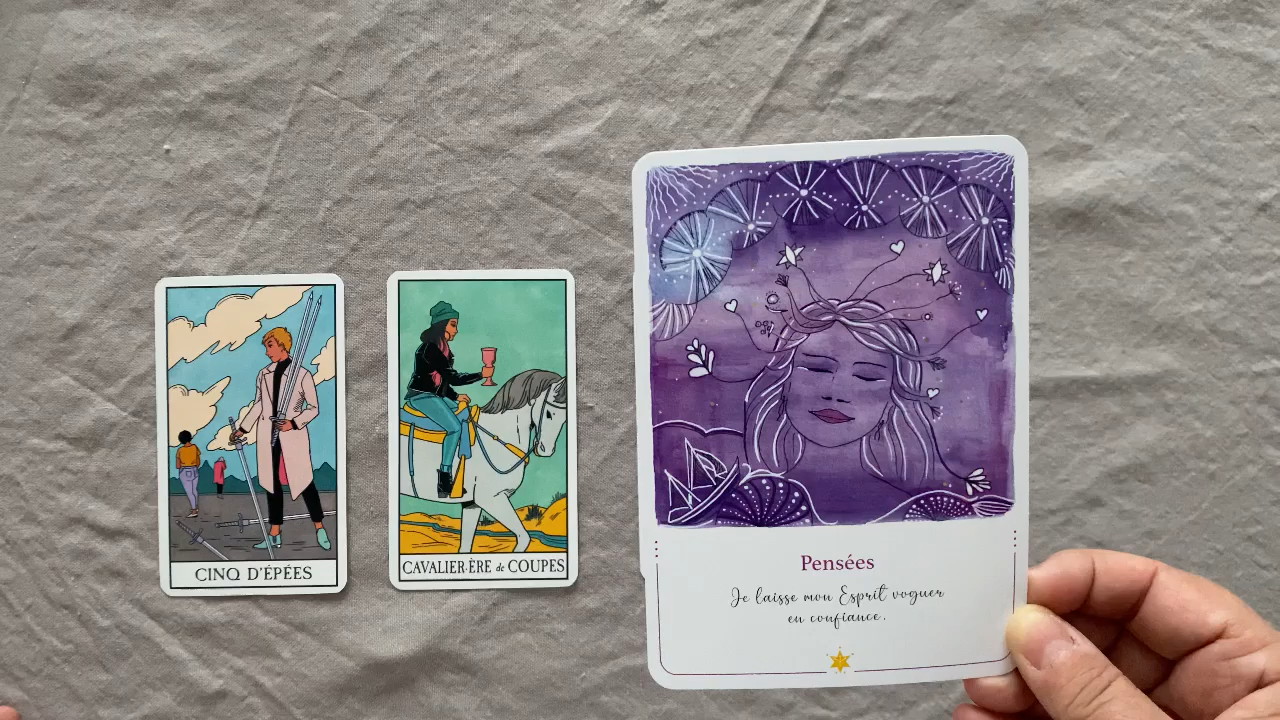 CINQ D'ÉPÉES
CAVALIER·ÈRE de COUPES
Pensées
Je laisse mon Esprit voguer
en confiance.